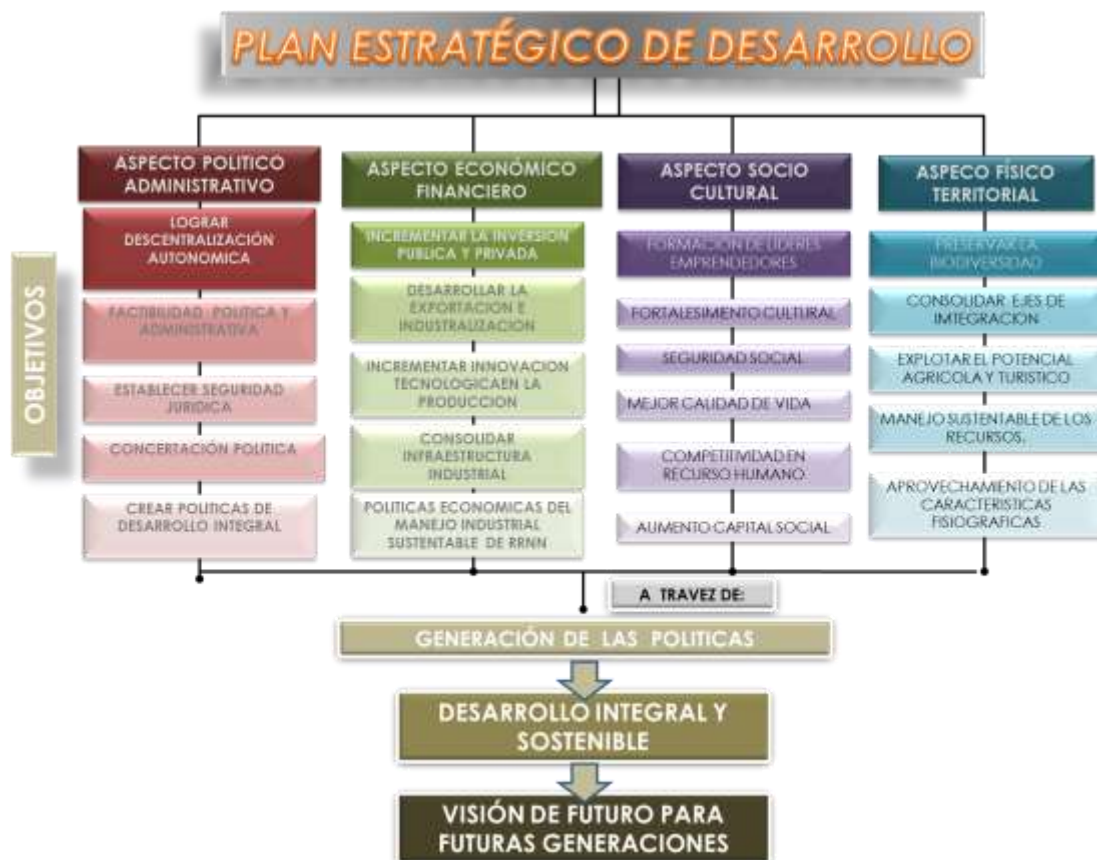 PLAN ESTRATÉGICO DE DESARROLLO
OBJETIVOS
ASPECTO POLITICO
ADMINISTRATIVO
LOGRAR
DESCENTRALIZACIÓN
AUTONOMICA
FACTIBILIDAD POLITICA Y
ADMINISTRATIVA
ESTABLECER SEGURIDAD
JURIDICA
CONCERTACIÓN POLITICA
CREAR POLITICAS DE
DESARROLLO INTEGRAL
ASPECTO ECONÓMICO
FINANCIERO
INCREMENTAR LA INVERSION
PUBLICA Y PRIVADA
DESARROLLAR LA
EXPORTACION E
INDUSTRALIZACION
INCREMENTAR INNOVACION
TECNOLOGICAEN LA
PRODUCCION
CONSOLIDAR
INFRAESTRUCTURA
INDUSTRIAL
POLITICAS ECONOMICAS DEL
MANEJO INDUSTRIAL
SUSTENTABLE DE RRNN
ASPECTO SOCIO
CULTURAL
FORMACION DE LIDERES
EMPRENDEDORES
FORTALESIMENTO CULTURAL
SEGURIDAD SOCIAL
MEJOR CALIDAD DE VIDA
COMPETITIVIDAD EN
RECURSO HUMANO
AUMENTO CAPITAL SOCIAL
ASPECO FÍSICO
TERRITORIAL
PRESERVAR LA
BIODIVERSIDAD
CONSOLIDAR EJES DE
IMTEGRACION
EXPLOTAR EL POTENCIAL
AGRICOLA Y TURISTICO
MANEJO SUSTENTABLE DE LOS
RECURSOS.
APROVECHAMIENTO DE LAS
CARACTERISTICAS
FISIOGRAFICAS
A TRAVEZ DE:
GENERACIÓN DE LAS POLITICAS
DESARROLLO INTEGRAL Y
SOSTENIBLE
VISIÓN DE FUTURO PARA
FUTURAS GENERACIONES